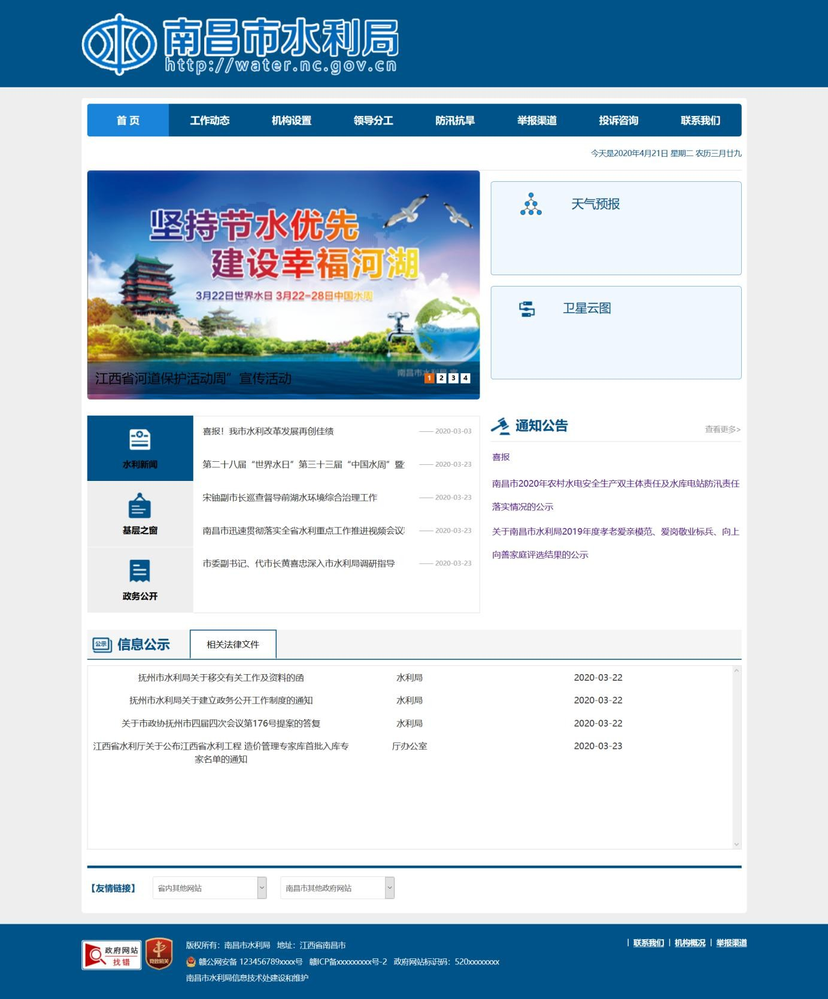 南昌市水利局
http://water.nc.gov.cn
首 页 工作动态 机构设置 领导分工 防汛抗旱 举报渠道 投诉咨询 联系我们
今天是2020年4月21日 星期二 农历三月廿九
坚持节水优先
建设幸福河湖
3月22日世界水日 3月22-28日中国水周
江西省河道保护活动周”宣传活动
1 2 3 4
天气预报
卫星云图
水利新闻
基层之窗
政务公开
喜报！我市水利改革发展再创佳绩 —— 2020-03-03
第二十八届“世界水日”第三十三届“中国水周”暨 —— 2020-03-23
宋铀副市长巡查督导前湖水环境综合治理工作 —— 2020-03-23
南昌市迅速贯彻落实全省水利重点工作推进视频会议 —— 2020-03-23
市委副书记、代市长黄喜忠深入市水利局调研指导 —— 2020-03-23
通知公告 查看更多>
喜报
南昌市2020年农村水电安全生产双主体责任及水库电站防汛责任
落实情况的公示
关于南昌市水利局2019年度孝老爱亲模范、爱岗敬业标兵、向上
向善家庭评选结果的公示
公示 信息公示 相关法律文件
抚州市水利局关于移交有关工作及资料的函 水利局 2020-03-22
抚州市水利局关于建立政务公开工作制度的通知 水利局 2020-03-22
关于市政协抚州市四届四次会议第176号提案的答复 水利局 2020-03-22
江西省水利厅关于公布江西省水利工程 造价管理专家库首批入库专 厅办公室 2020-03-23
家名单的通知
【友情链接】 省内其他网站 南昌市其他政府网站
政府网站
找错
党政机关
版权所有：南昌市水利局 地址：江西省南昌市
赣公网安备 123456789xxxx号 赣ICP备xxxxxxxxx号-2 政府网站标识码：520xxxxxxxx
南昌市水利局信息技术处建设和维护
| 联系我们 | 机构概况 | 举报渠道